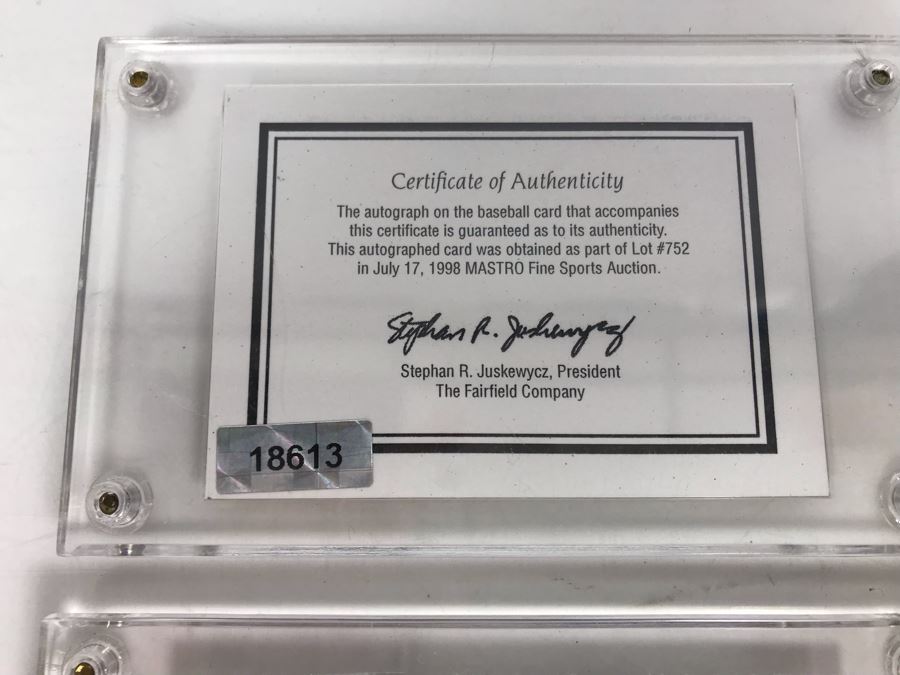 Certificate of Authenticity
The autograph on the baseball card that accompanies
this certificate is guaranteed as to its authenticity.
This autographed card was obtained as part of Lot #752
in July 17, 1998 MASTRO Fine Sports Auction.
Stephan R. Juskewycz
Stephan R. Juskewycz, President
The Fairfield Company
18613